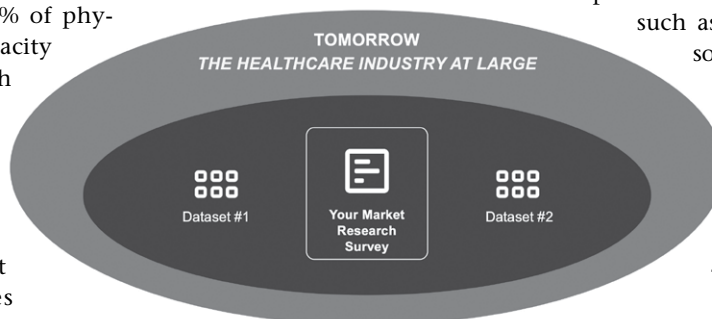 % of phy-
acity
h
such as
so
TOMORROW
THE HEALTHCARE INDUSTRY AT LARGE
Dataset #1
Your Market
Research
Survey
Dataset #2
t
es